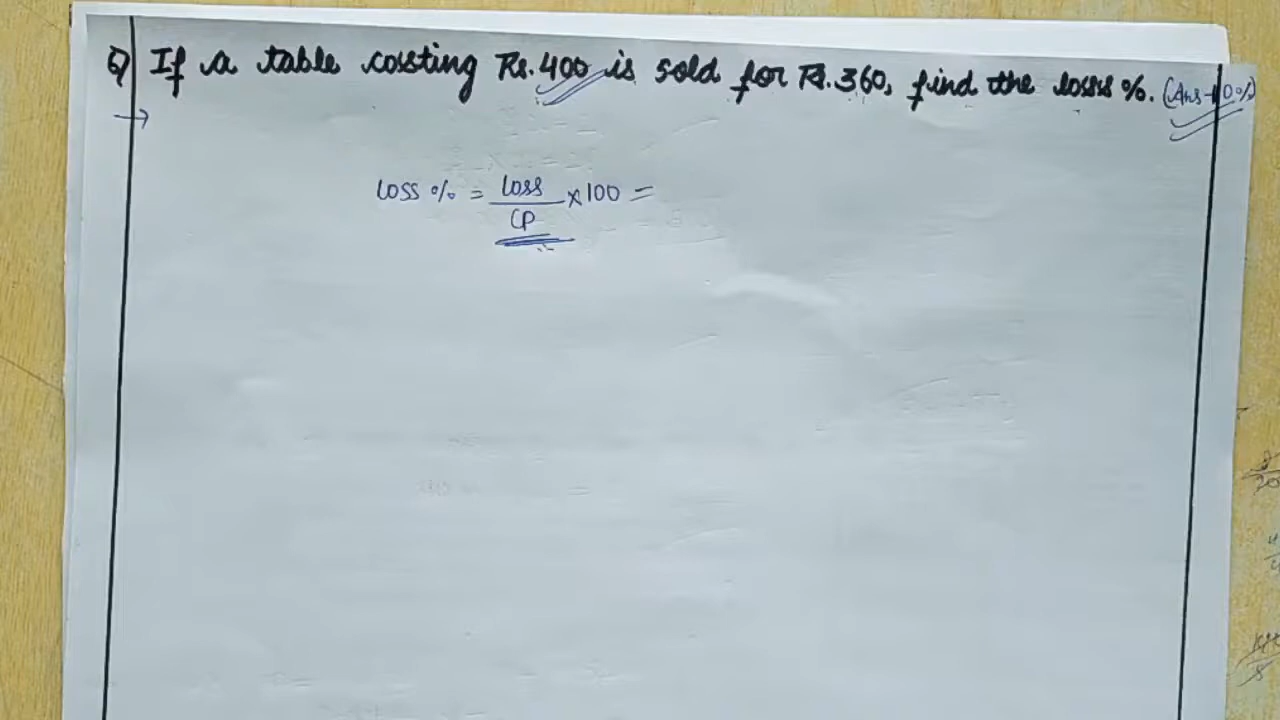 Q) If a table costing Rs.400 is sold for Rs.360, find the loss %. (Ans → 10%)
→
Loss % = Loss / CP × 100 =